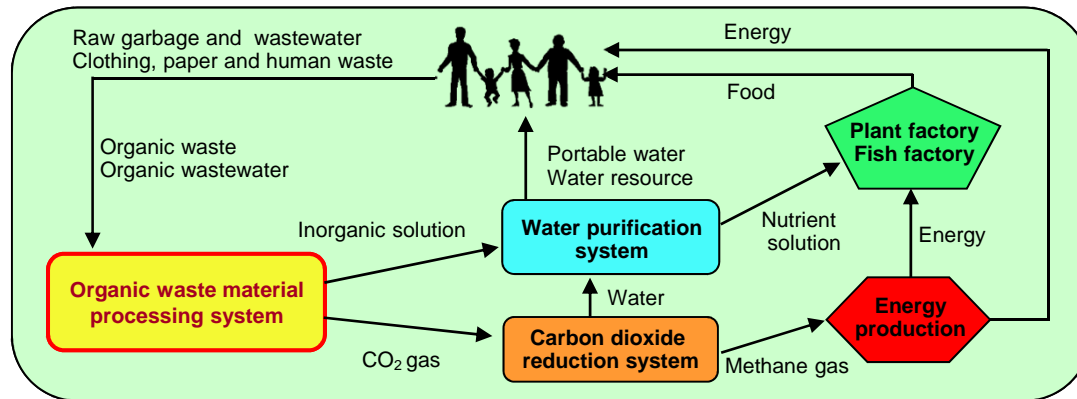 Raw garbage and wastewater
Clothing, paper and human waste
Energy
Food
Organic waste
Organic wastewater
Portable water
Water resource
Plant factory
Fish factory
Inorganic solution
Water purification
system
Nutrient
solution
Energy
Organic waste material
processing system
Water
Energy
production
CO₂ gas
Carbon dioxide
reduction system
Methane gas